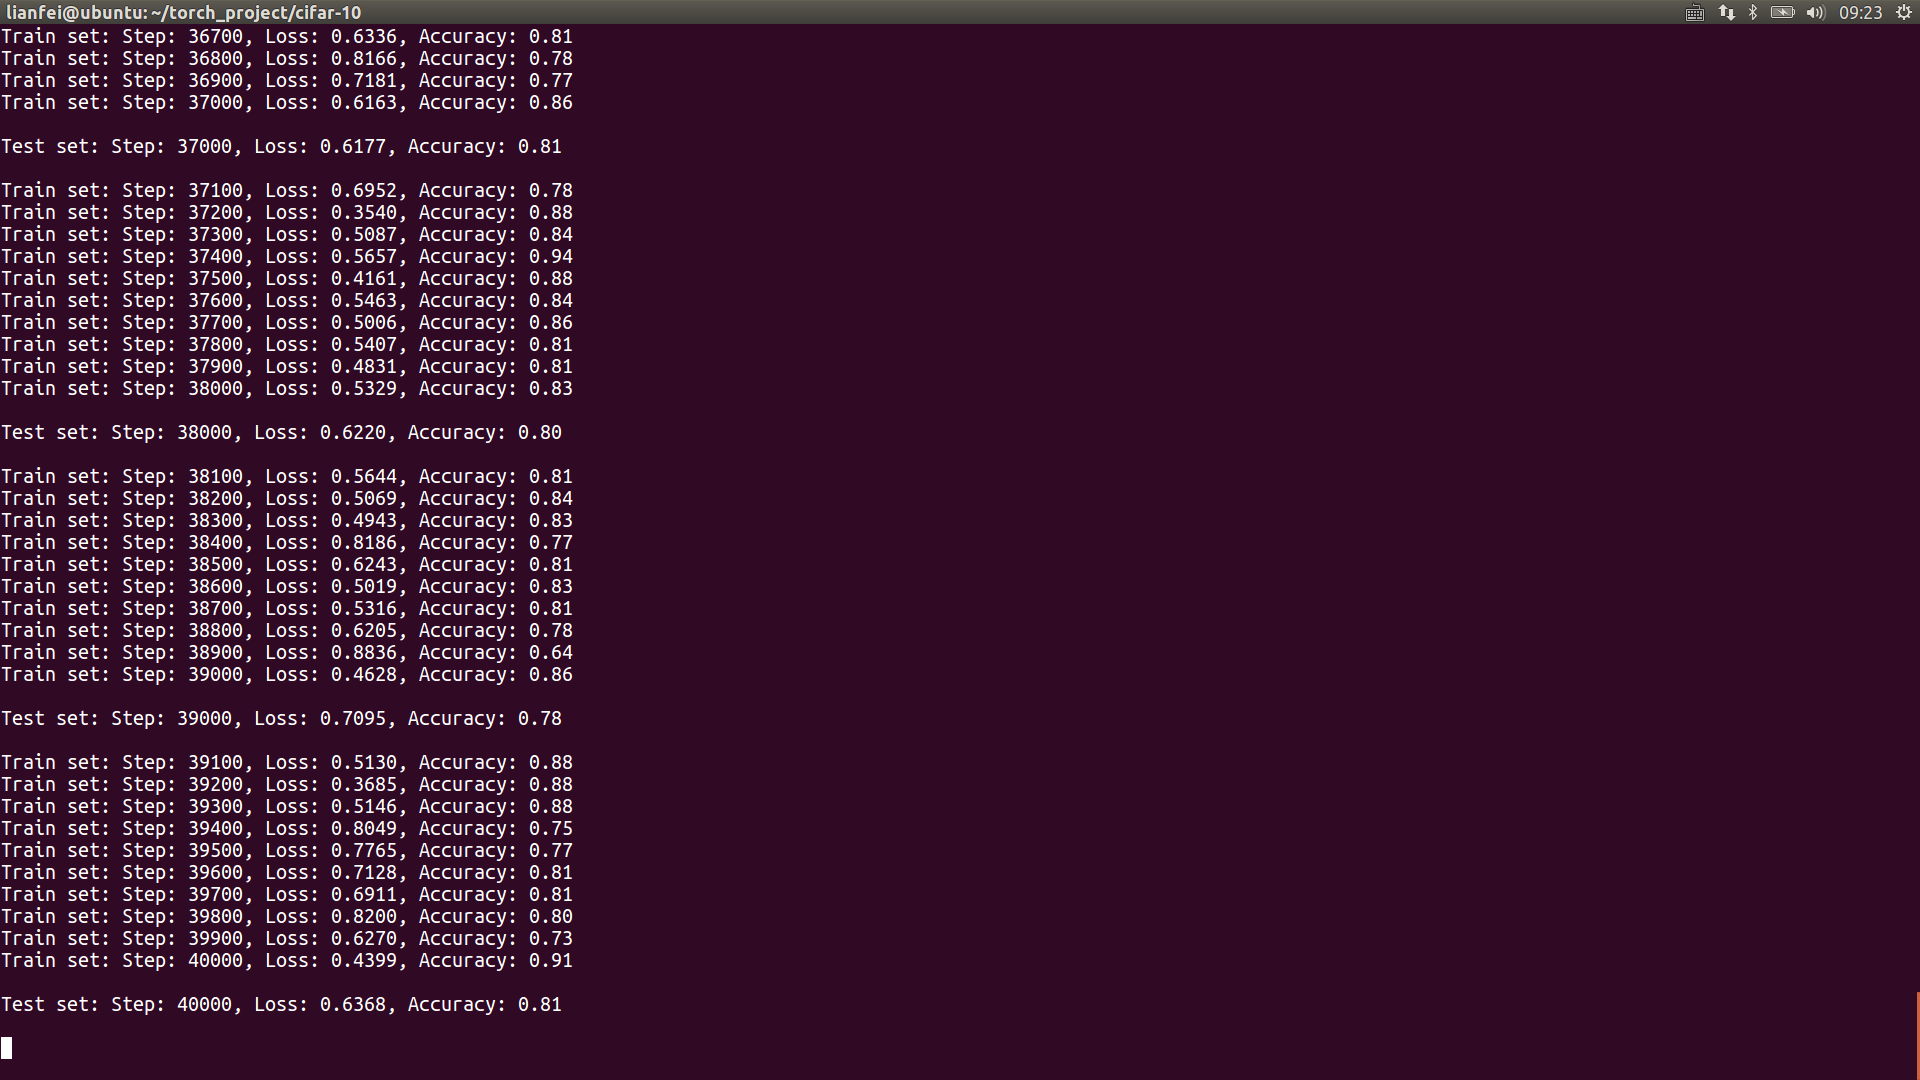 lianfei@ubuntu: ~/torch_project/cifar-10
09:23
Train set: Step: 36700, Loss: 0.6336, Accuracy: 0.81
Train set: Step: 36800, Loss: 0.8166, Accuracy: 0.78
Train set: Step: 36900, Loss: 0.7181, Accuracy: 0.77
Train set: Step: 37000, Loss: 0.6163, Accuracy: 0.86
Test set: Step: 37000, Loss: 0.6177, Accuracy: 0.81
Train set: Step: 37100, Loss: 0.6952, Accuracy: 0.78
Train set: Step: 37200, Loss: 0.3540, Accuracy: 0.88
Train set: Step: 37300, Loss: 0.5087, Accuracy: 0.84
Train set: Step: 37400, Loss: 0.5657, Accuracy: 0.94
Train set: Step: 37500, Loss: 0.4161, Accuracy: 0.88
Train set: Step: 37600, Loss: 0.5463, Accuracy: 0.84
Train set: Step: 37700, Loss: 0.5006, Accuracy: 0.86
Train set: Step: 37800, Loss: 0.5407, Accuracy: 0.81
Train set: Step: 37900, Loss: 0.4831, Accuracy: 0.81
Train set: Step: 38000, Loss: 0.5329, Accuracy: 0.83
Test set: Step: 38000, Loss: 0.6220, Accuracy: 0.80
Train set: Step: 38100, Loss: 0.5644, Accuracy: 0.81
Train set: Step: 38200, Loss: 0.5069, Accuracy: 0.84
Train set: Step: 38300, Loss: 0.4943, Accuracy: 0.83
Train set: Step: 38400, Loss: 0.8186, Accuracy: 0.77
Train set: Step: 38500, Loss: 0.6243, Accuracy: 0.81
Train set: Step: 38600, Loss: 0.5019, Accuracy: 0.83
Train set: Step: 38700, Loss: 0.5316, Accuracy: 0.81
Train set: Step: 38800, Loss: 0.6205, Accuracy: 0.78
Train set: Step: 38900, Loss: 0.8836, Accuracy: 0.64
Train set: Step: 39000, Loss: 0.4628, Accuracy: 0.86
Test set: Step: 39000, Loss: 0.7095, Accuracy: 0.78
Train set: Step: 39100, Loss: 0.5130, Accuracy: 0.88
Train set: Step: 39200, Loss: 0.3685, Accuracy: 0.88
Train set: Step: 39300, Loss: 0.5146, Accuracy: 0.88
Train set: Step: 39400, Loss: 0.8049, Accuracy: 0.75
Train set: Step: 39500, Loss: 0.7765, Accuracy: 0.77
Train set: Step: 39600, Loss: 0.7128, Accuracy: 0.81
Train set: Step: 39700, Loss: 0.6911, Accuracy: 0.81
Train set: Step: 39800, Loss: 0.8200, Accuracy: 0.80
Train set: Step: 39900, Loss: 0.6270, Accuracy: 0.73
Train set: Step: 40000, Loss: 0.4399, Accuracy: 0.91
Test set: Step: 40000, Loss: 0.6368, Accuracy: 0.81